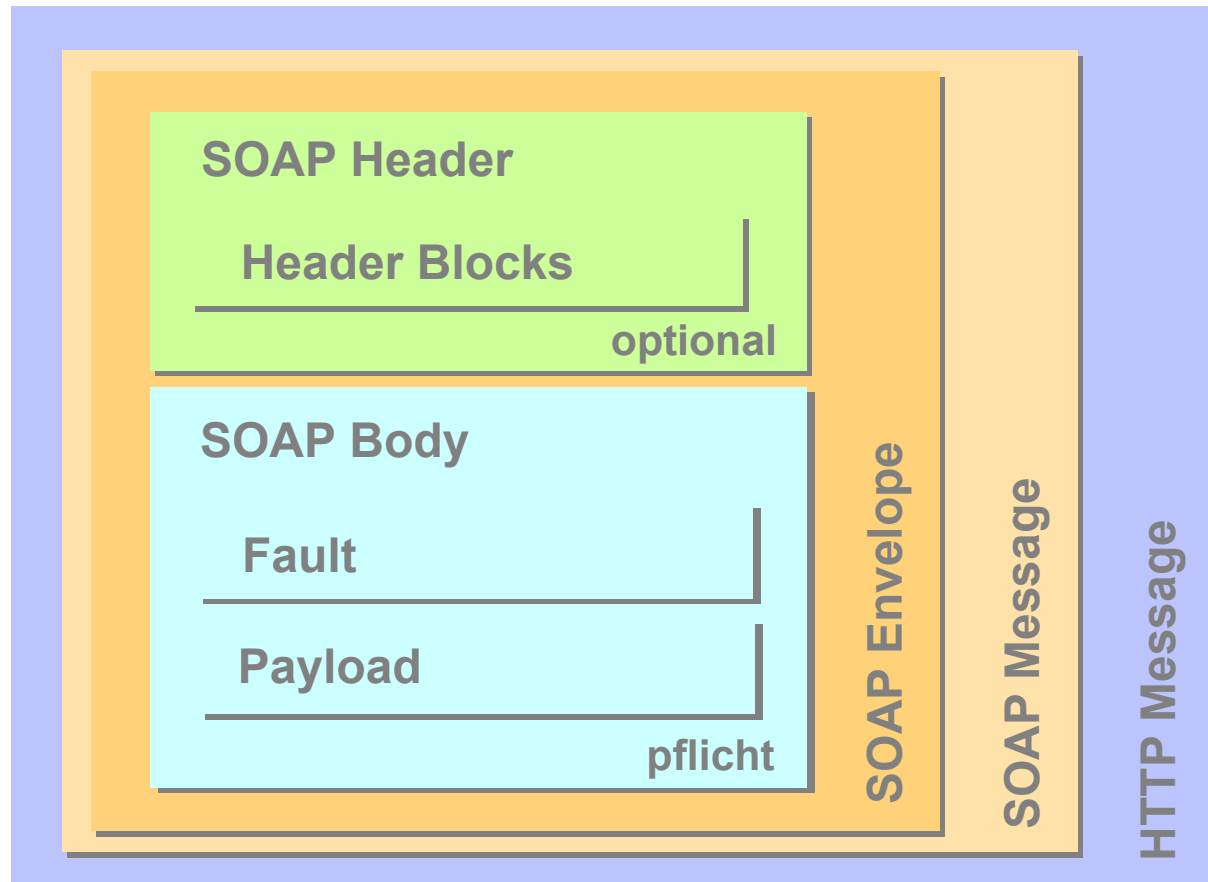 SOAP Header
Header Blocks
optional
SOAP Body
Fault
Payload
pflicht
SOAP Envelope
SOAP Message
HTTP Message